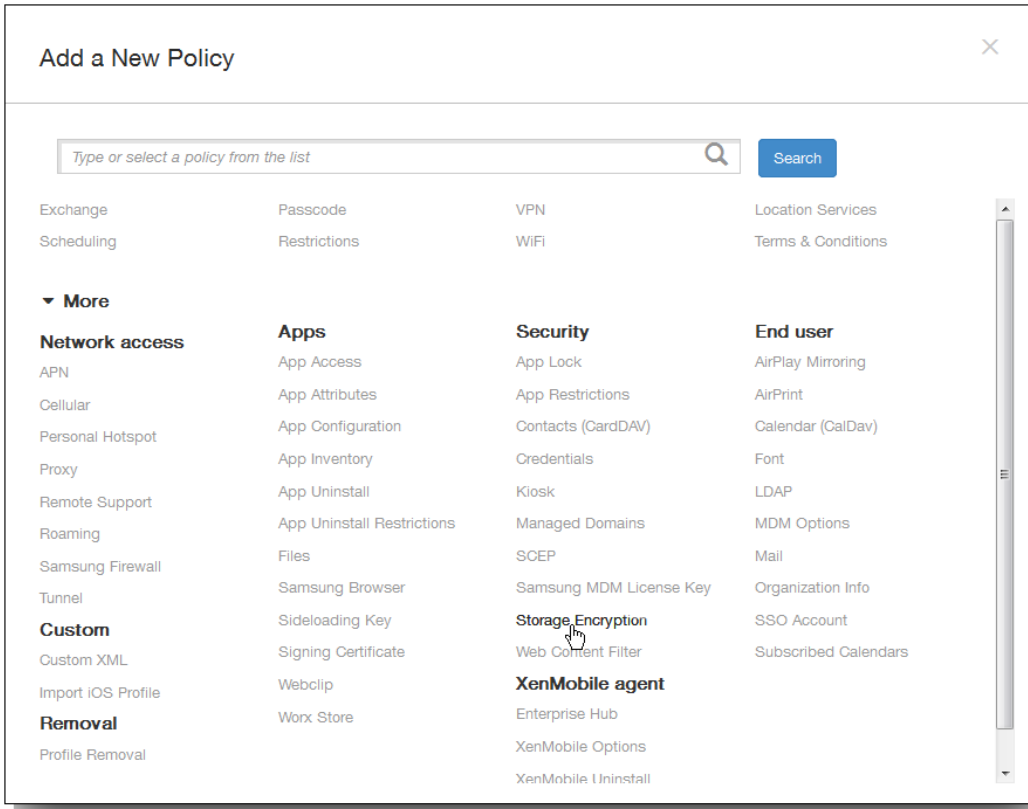 Add a New Policy
Type or select a policy from the list
Search
Exchange
Passcode
VPN
Location Services
Scheduling
Restrictions
WiFi
Terms & Conditions
More
Network access
APN
Cellular
Personal Hotspot
Proxy
Remote Support
Roaming
Samsung Firewall
Tunnel
Custom
Custom XML
Import iOS Profile
Removal
Profile Removal
Apps
App Access
App Attributes
App Configuration
App Inventory
App Uninstall
App Uninstall Restrictions
Files
Samsung Browser
Sideloading Key
Signing Certificate
Webclip
Worx Store
Security
App Lock
App Restrictions
Contacts (CardDAV)
Credentials
Kiosk
Managed Domains
SCEP
Samsung MDM License Key
Storage Encryption
Web Content Filter
XenMobile agent
Enterprise Hub
XenMobile Options
XenMobile Uninstall
End user
AirPlay Mirroring
AirPrint
Calendar (CalDav)
Font
LDAP
MDM Options
Mail
Organization Info
SSO Account
Subscribed Calendars